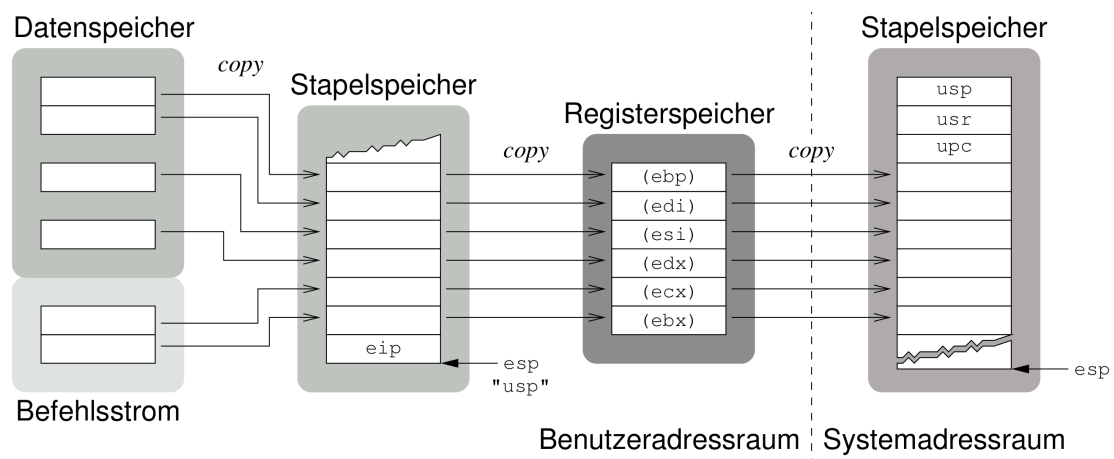 Datenspeicher
copy
Stapelspeicher
eip
esp
"usp"
Befehlsstrom
copy
Registerspeicher
(ebp)
(edi)
(esi)
(edx)
(ecx)
(ebx)
copy
Stapelspeicher
usp
usr
upc
esp
Benutzeradressraum
Systemadressraum